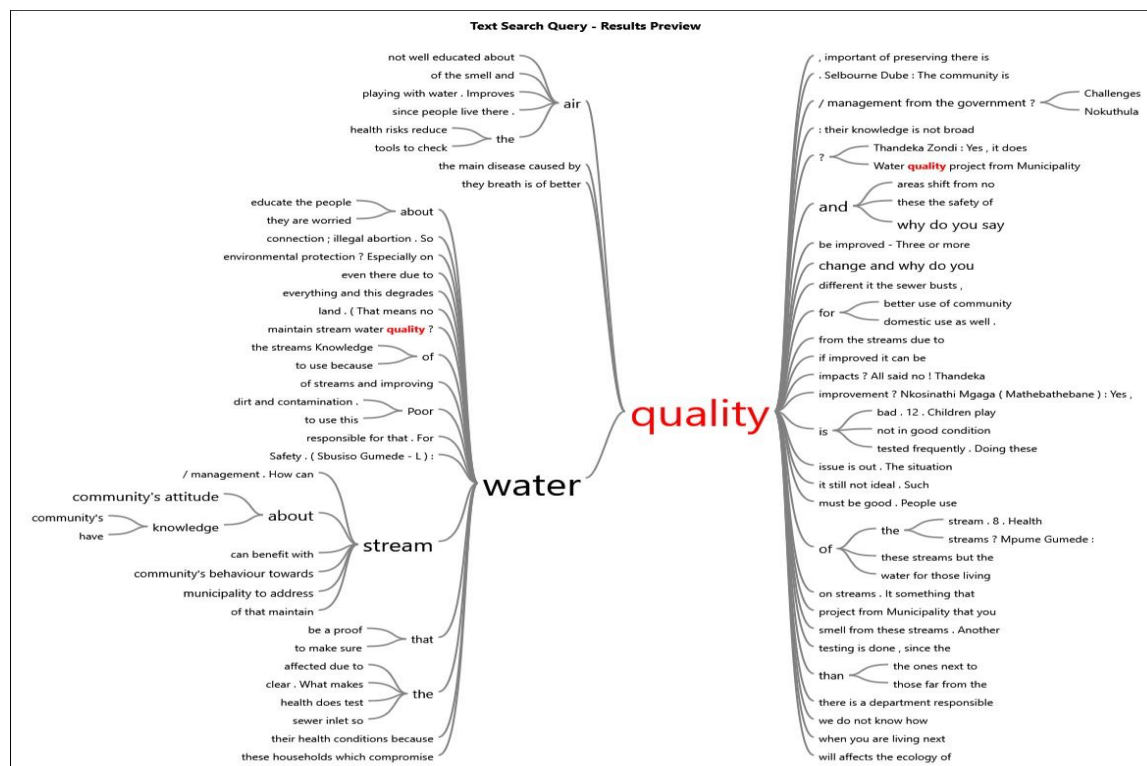 Text Search Query - Results Preview
not well educated about
of the smell and
playing with water . Improves
since people live there .
health risks reduce
tools to check
the
air
the main disease caused by
they breath is of better
educate the people
they are worried
about
connection ; illegal abortion . So
environmental protection ? Especially on
even there due to
everything and this degrades
land . ( That means no
maintain stream water quality ?
the streams Knowledge
to use because
of
of streams and improving
dirt and contamination .
to use this
Poor
responsible for that . For
Safety . ( Sbusiso Gumede - L ) :
water
/ management . How can
community's attitude
community's
have
knowledge
about
stream
can benefit with
community's behaviour towards
municipality to address
of that maintain
be a proof
to make sure
that
affected due to
clear . What makes
health does test
sewer inlet so
the
their health conditions because
these households which compromise
quality
, important of preserving there is
. Selbourne Dube : The community is
/ management from the government ?
Challenges
Nokuthula
: their knowledge is not broad
?
Thandeka Zondi : Yes , it does
Water quality project from Municipality
and
areas shift from no
these the safety of
why do you say
be improved - Three or more
change and why do you
different it the sewer busts ,
for
better use of community
domestic use as well .
from the streams due to
if improved it can be
impacts ? All said no ! Thandeka
improvement ? Nkosinathi Mgaga ( Mathebathebane ) : Yes ,
is
bad . 12 . Children play
not in good condition
tested frequently . Doing these
issue is out . The situation
it still not ideal . Such
must be good . People use
of
the
stream . 8 . Health
streams ? Mpume Gumede :
these streams but the
water for those living
on streams . It something that
project from Municipality that you
smell from these streams . Another
testing is done , since the
than
the ones next to
those far from the
there is a department responsible
we do not know how
when you are living next
will affects the ecology of